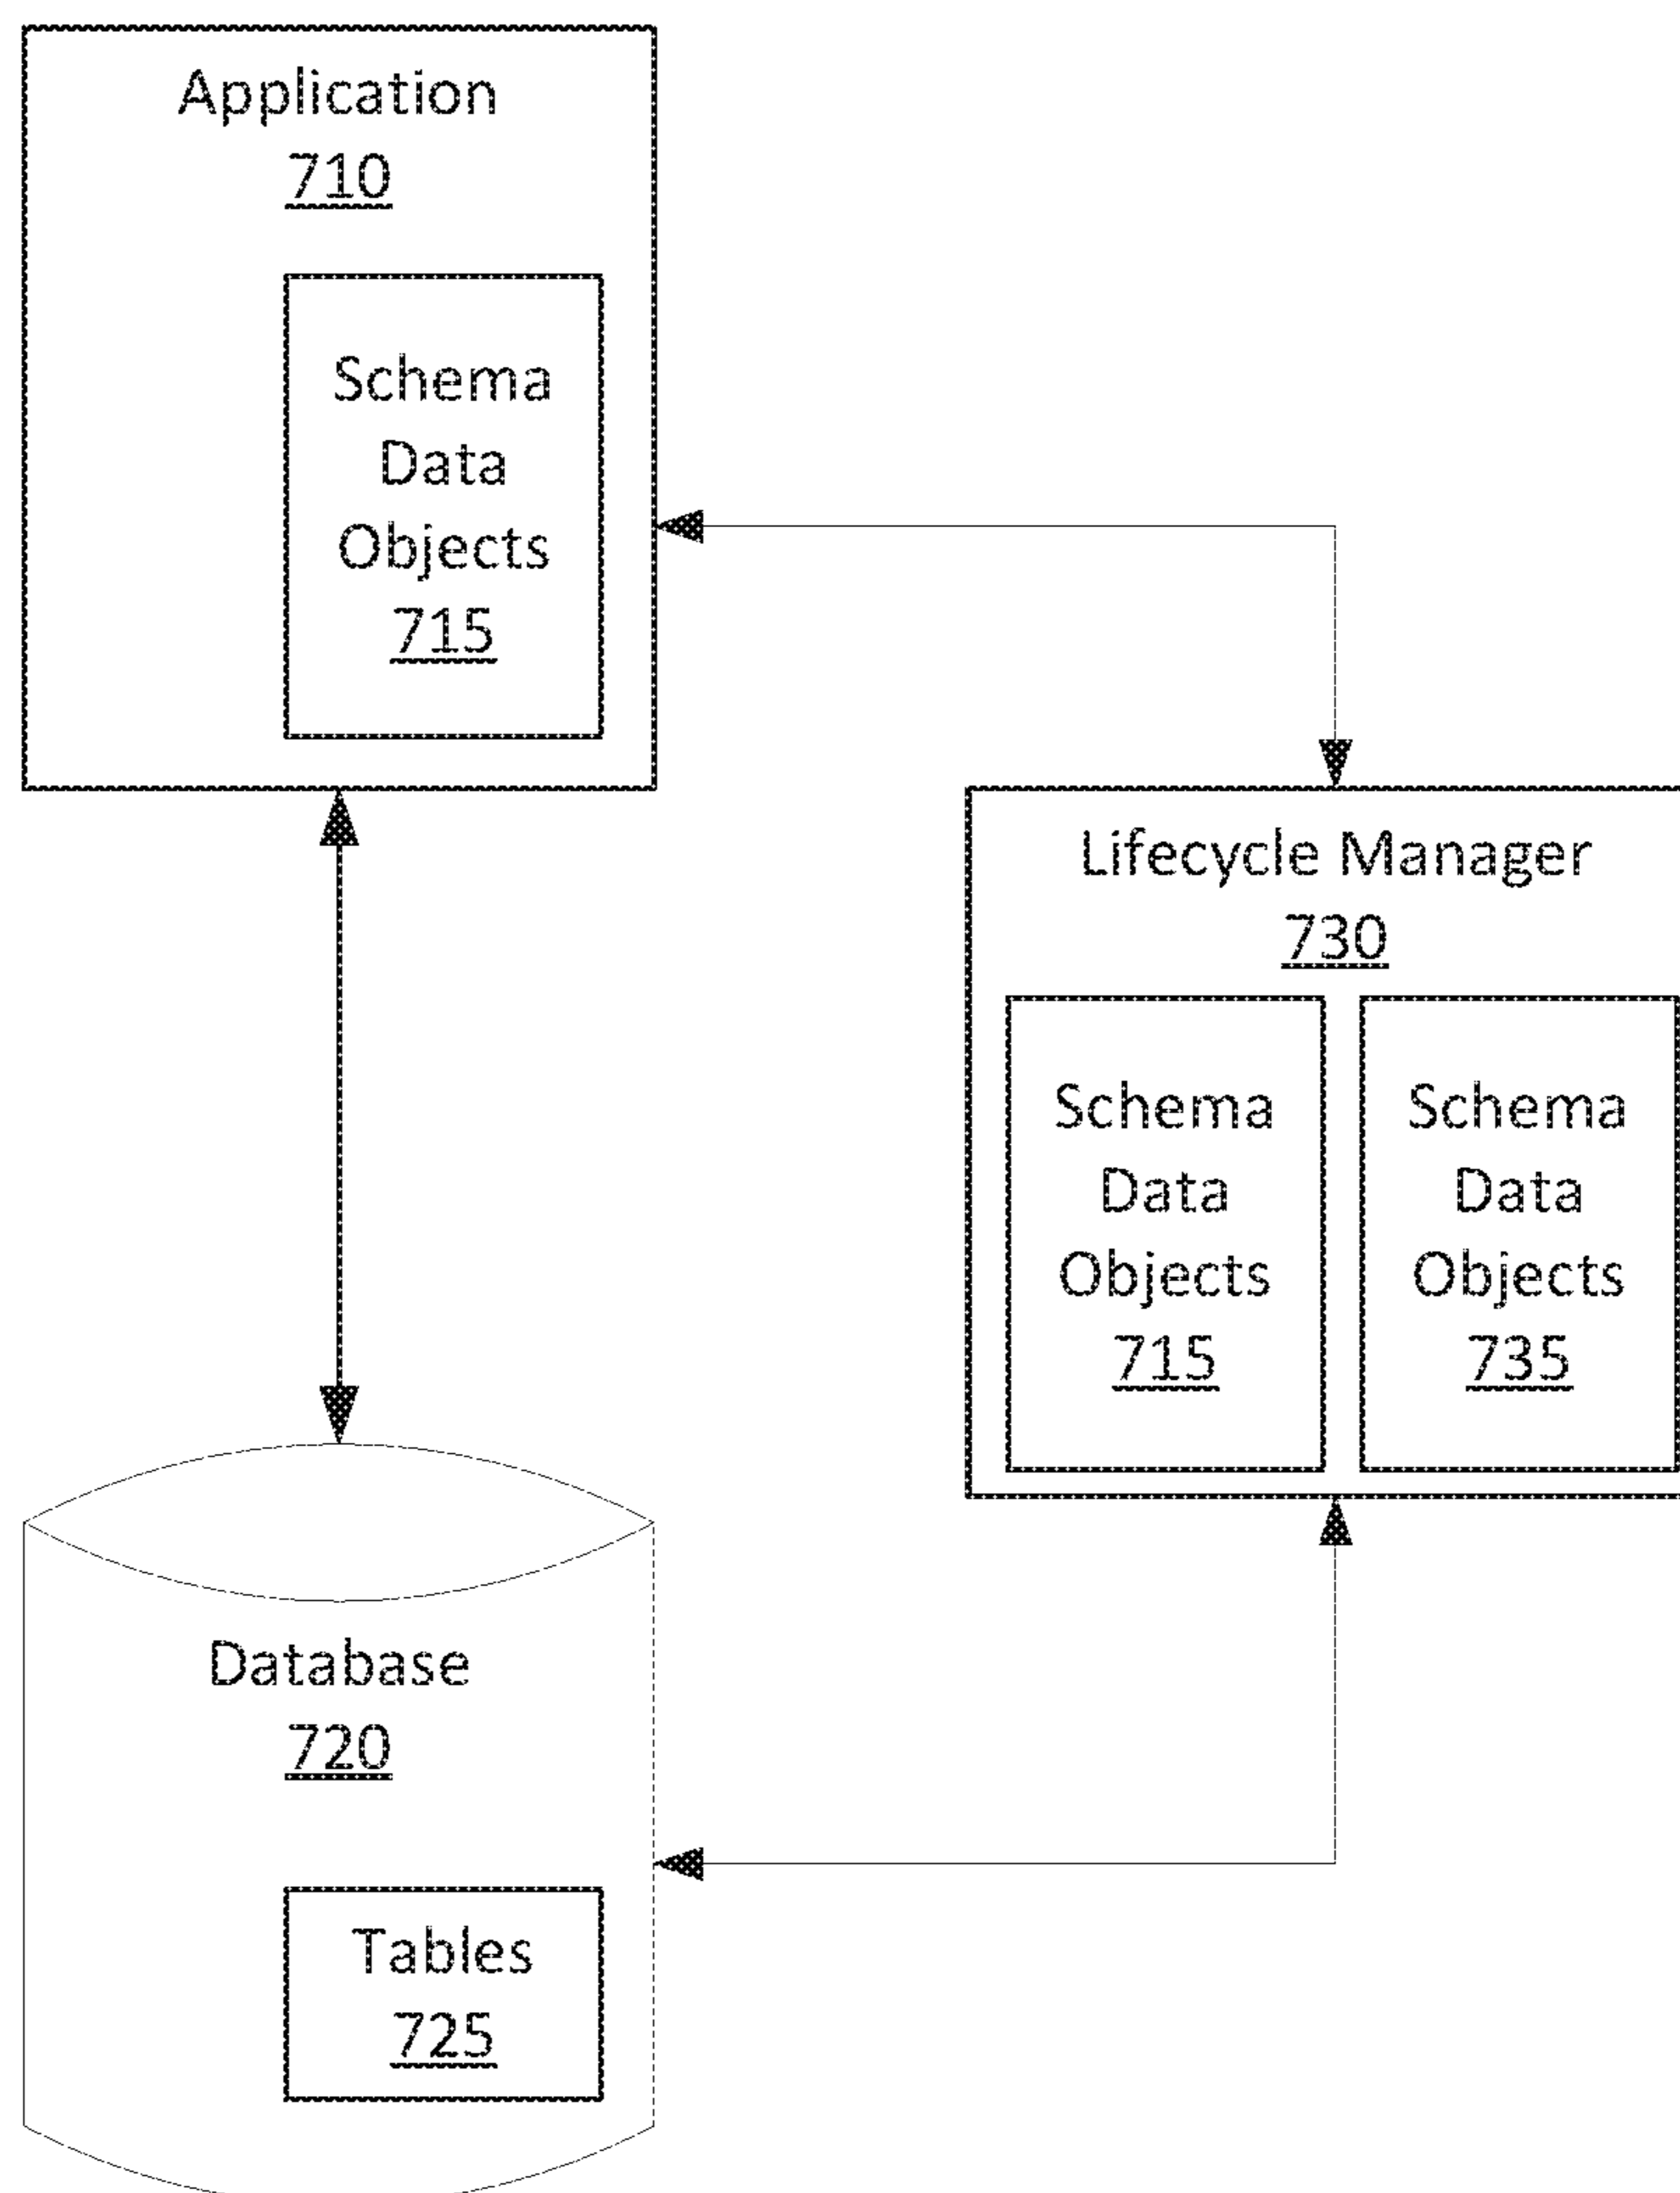 Application
710
Schema
Data
Objects
715
Lifecycle Manager
730
Schema
Data
Objects
715
Schema
Data
Objects
735
Database
720
Tables
725